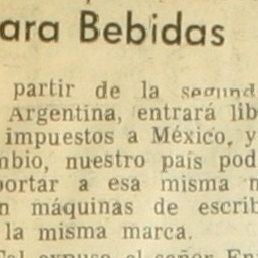 ara Bebidas
partir de la segund
Argentina, entrará lib
impuestos a México, y
mbio, nuestro país pod
portar a esa misma n
n máquinas de escrib
la misma marca.